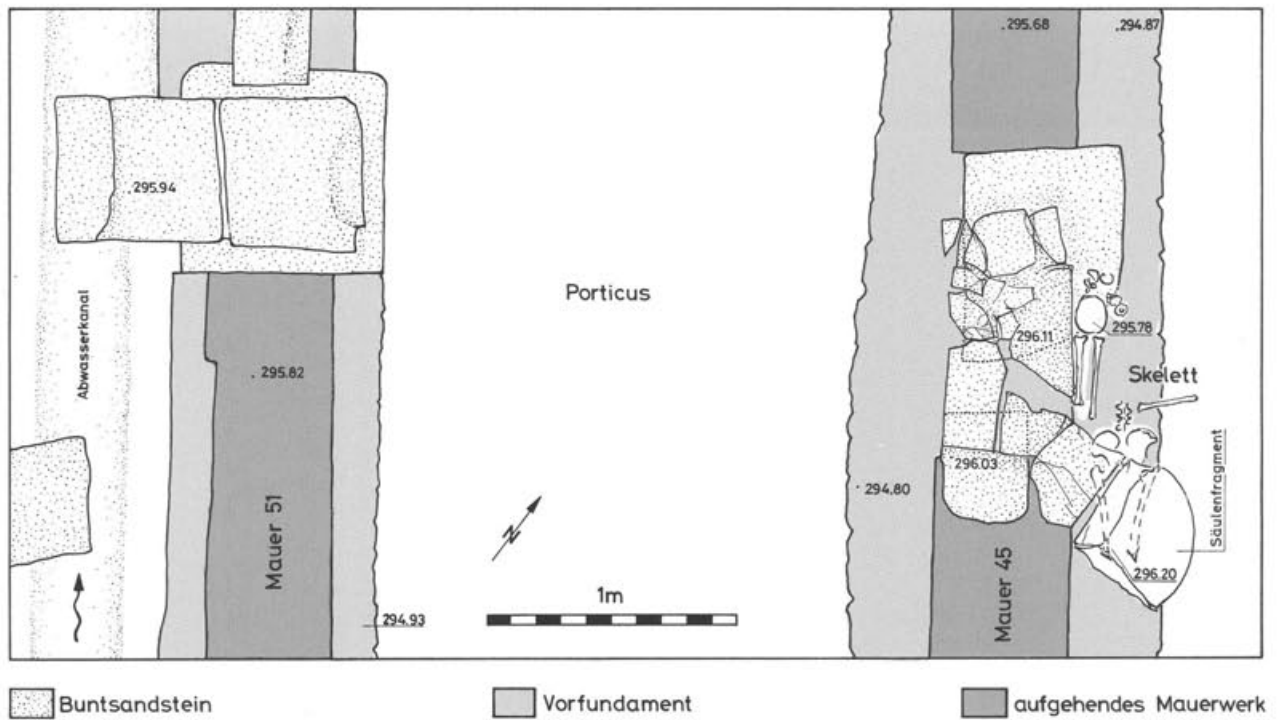 .295.68
.294.87
.295.94
Abwasserkanal
Porticus
296.11
295.78
Skelett
.295.82
.296.03
.294.80
Säulenfragment
Mauer 51
N
296.20
1m
Mauer 45
294.93
Buntsandstein
Vorfundament
aufgehendes Mauerwerk